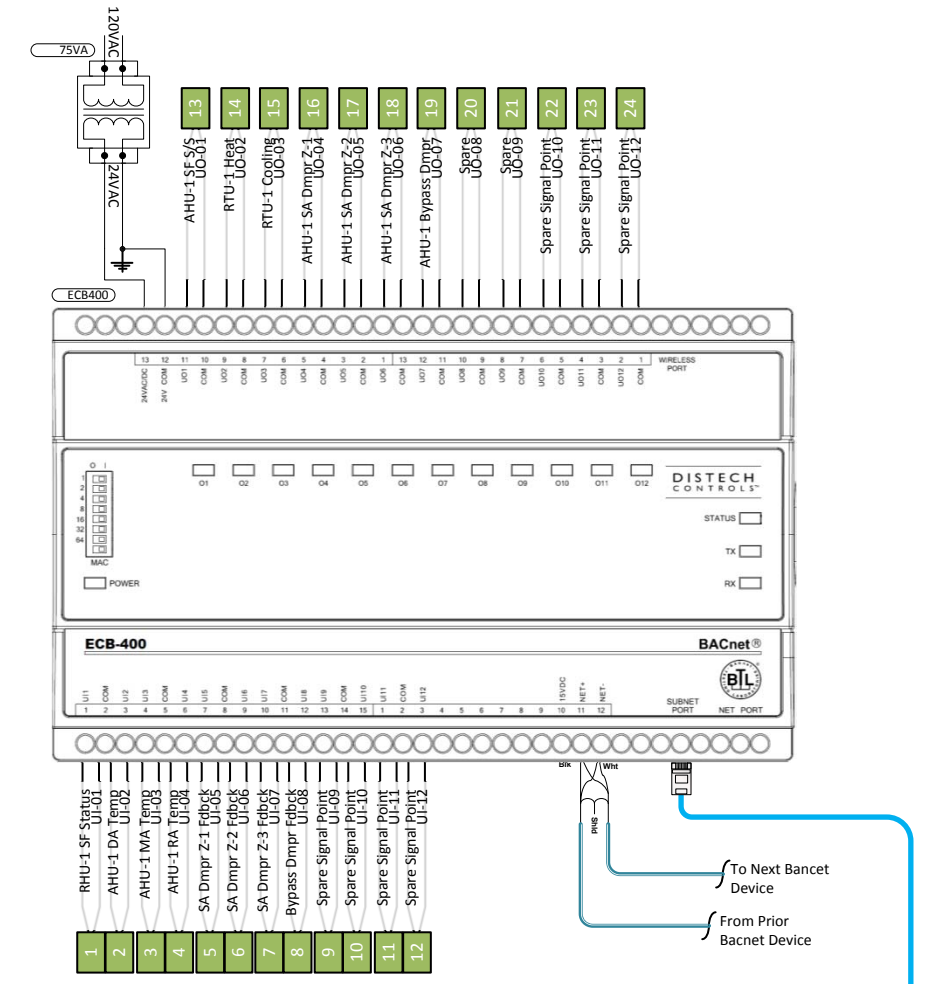 120VAC
75VA
24VAC
13
14
15
16
17
18
19
20
21
22
23
24
AHU-1 SF S/S
UO-01
RTU-1 Heat
UO-02
RTU-1 Cooling
UO-03
AHU-1 SA Dmpr Z-1
UO-04
AHU-1 SA Dmpr Z-2
UO-05
AHU-1 SA Dmpr Z-3
UO-06
AHU-1 Bypass Dmpr
UO-07
Spare
UO-08
Spare
UO-09
Spare Signal Point
UO-10
Spare Signal Point
UO-11
Spare Signal Point
UO-12
ECB400
13 12 11 10 9 8 7 6 5 4 3 2 1 13 12 11 10 9 8 7 6 5 4 3 2 1
24VAC/DC 24V COM UO1 COM UO2 COM UO3 COM UO4 COM UO5 COM UO6 COM UO7 COM UO8 COM UO9 COM UO10 COM UO11 COM UO12 COM
WIRELESS
PORT
O I
1
2
4
8
16
32
64
MAC
POWER
O1 O2 O3 O4 O5 O6 O7 O8 O9 O10 O11 O12
DISTECH
CONTROLS™
STATUS
TX
RX
ECB-400
BACnet®
BTL
UI1 COM UI2 UI3 COM UI4 UI5 COM UI6 UI7 COM UI8 UI9 COM UI10 UI11 COM UI12 15VDC NET+ NET-
1 2 3 4 5 6 7 8 9 10 11 12 13 14 15 1 2 3 4 5 6 7 8 9 10 11 12
SUBNET
PORT
NET PORT
Blk
Wht
Shld
RHU-1 SF Status
UI-01
AHU-1 DA Temp
UI-02
AHU-1 MA Temp
UI-03
AHU-1 RA Temp
UI-04
SA Dmpr Z-1 Fdbck
UI-05
SA Dmpr Z-2 Fdbck
UI-06
SA Dmpr Z-3 Fdbck
UI-07
Bypass Dmpr Fdbck
UI-08
Spare Signal Point
UI-09
Spare Signal Point
UI-10
Spare Signal Point
UI-11
Spare Signal Point
UI-12
To Next Bancet
Device
From Prior
Bacnet Device
1
2
3
4
5
6
7
8
9
10
11
12